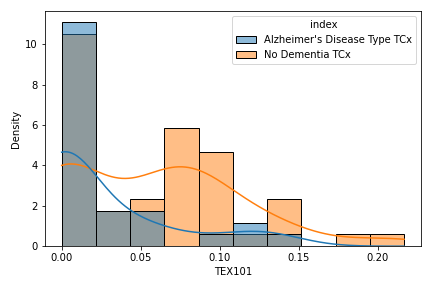 index
Alzheimer's Disease Type TCx
No Dementia TCx
Density
10
8
6
4
2
0
0.00 0.05 0.10 0.15 0.20
TEX101